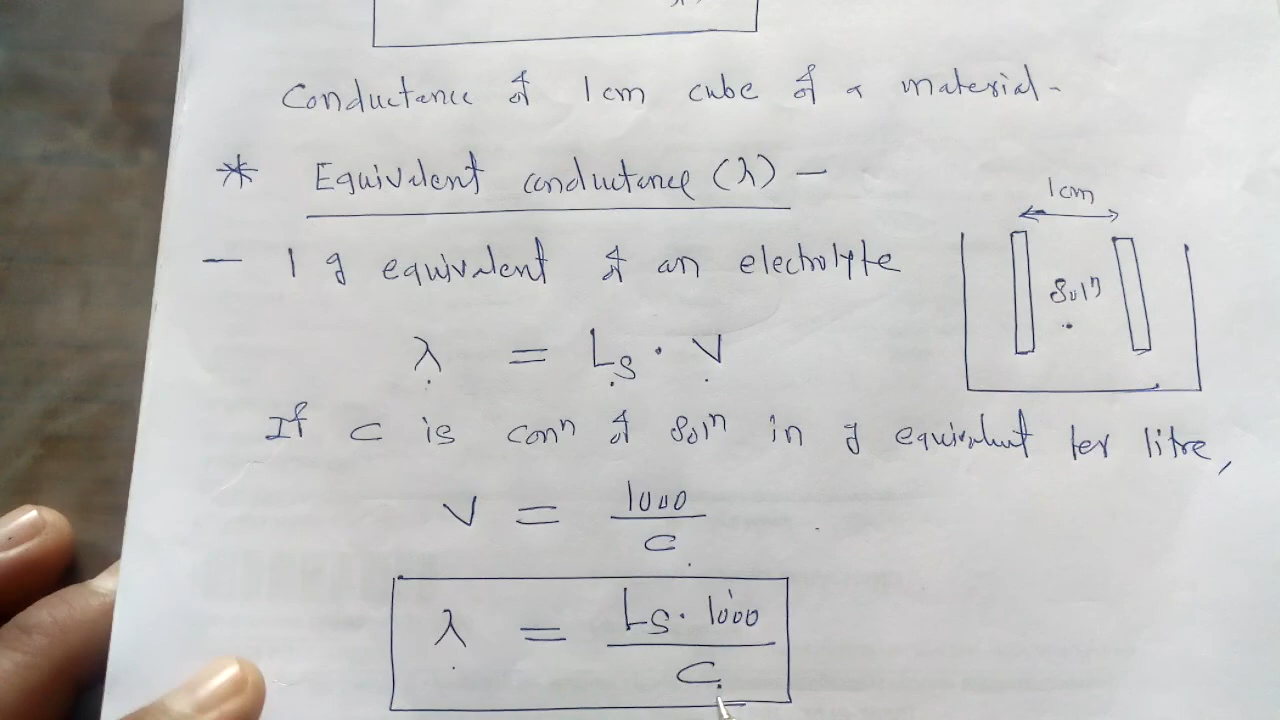 Conductance of 1cm cube of a material -
* Equivalent conductance (λ) -
1cm
- 1 g equivalent of an electrolyte
Solⁿ
λ = Ls · V
If C is conⁿ of solⁿ in g equivalent per litre,
V = 1000 / C
λ = Ls · 1000 / C